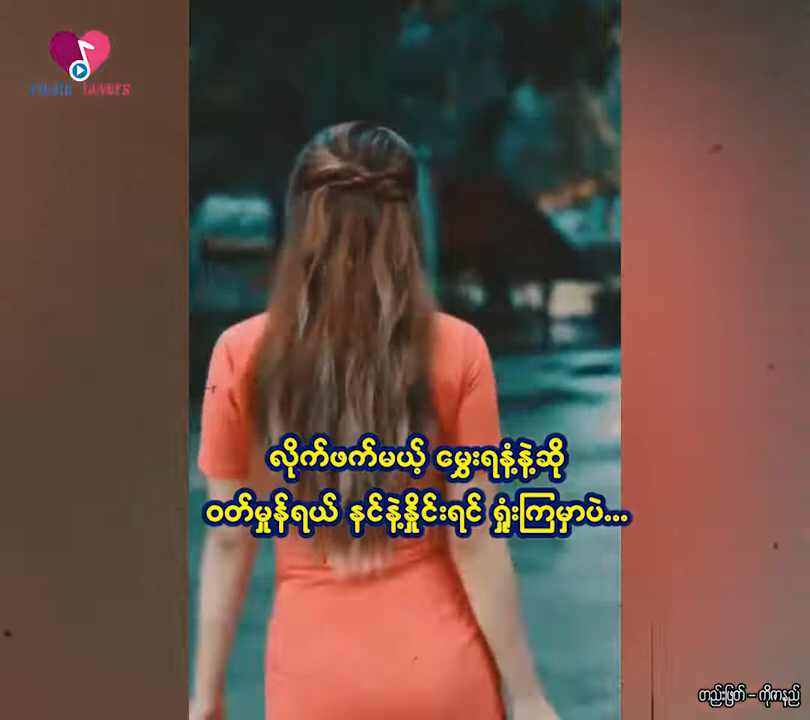 Music Lovers
လိုက်ဖက်မယ့် မွှေးရနံ့နဲ့ဆို
ဝတ်မှုန်ရယ် နင်နဲ့နှိုင်းရင် ရှုံးကြမှာပဲ...
တည်းဖြတ် – ကိုဇာနည်